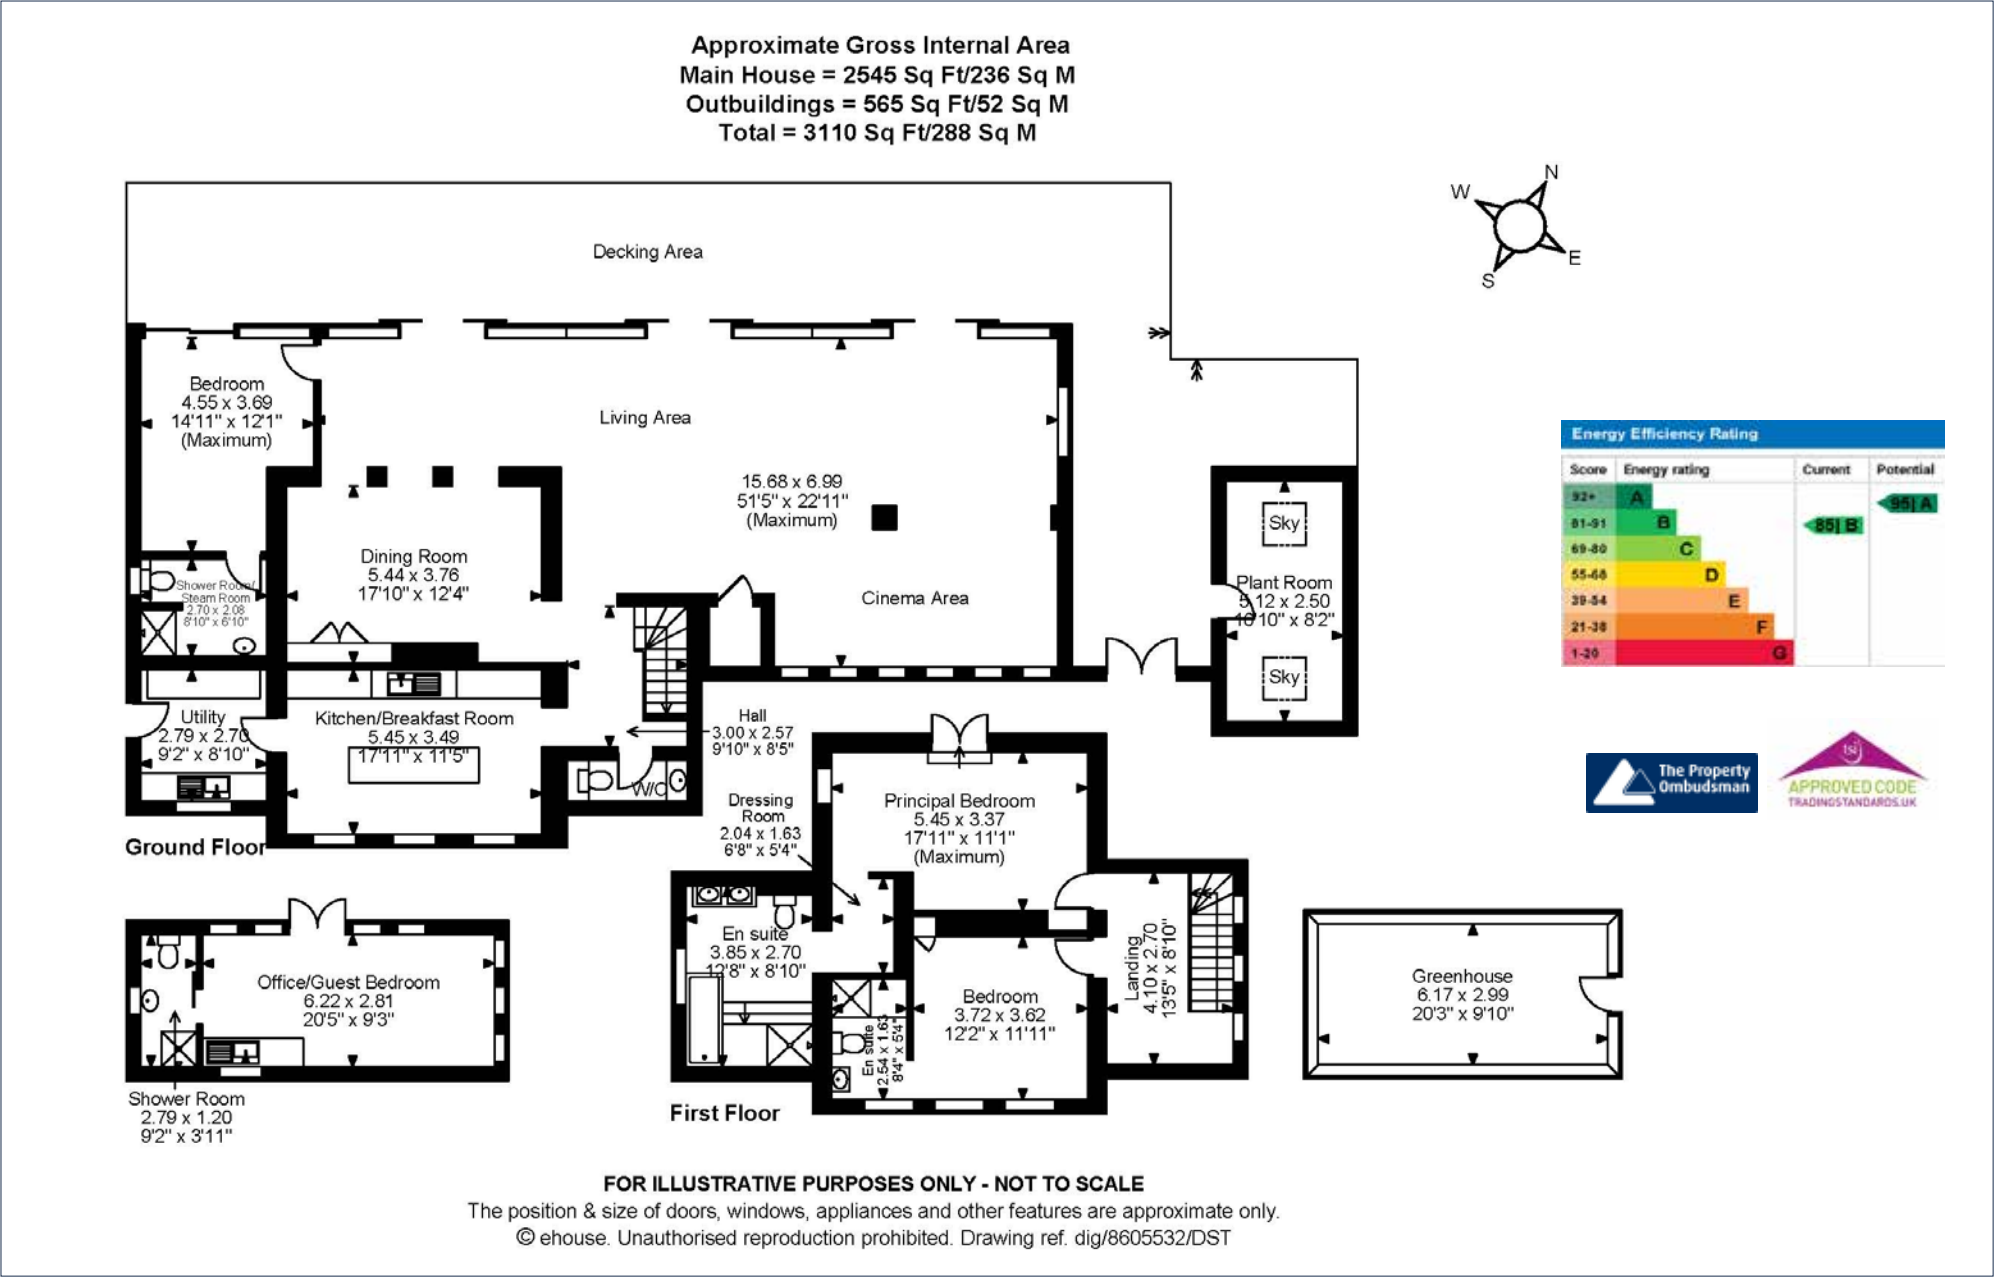 Approximate Gross Internal Area
Main House = 2545 Sq Ft/236 Sq M
Outbuildings = 565 Sq Ft/52 Sq M
Total = 3110 Sq Ft/288 Sq M
N
W
E
S
Decking Area
Bedroom
4.55 x 3.69
14'11" x 12'1"
(Maximum)
Living Area
15.68 x 6.99
51'5" x 22'11"
(Maximum)
Dining Room
5.44 x 3.76
17'10" x 12'4"
Cinema Area
Shower Room/
Steam Room
2.70 x 2.08
8'10" x 6'10"
Sky
Plant Room
5.12 x 2.50
16'10" x 8'2"
Sky
Utility
2.79 x 2.70
9'2" x 8'10"
Kitchen/Breakfast Room
5.45 x 3.49
17'11" x 11'5"
Hall
3.00 x 2.57
9'10" x 8'5"
W/C
Ground Floor
Dressing
Room
2.04 x 1.63
6'8" x 5'4"
Principal Bedroom
5.45 x 3.37
17'11" x 11'1"
(Maximum)
En suite
3.85 x 2.70
12'8" x 8'10"
Landing
4.10 x 2.70
13'5" x 8'10"
Bedroom
3.72 x 3.62
12'2" x 11'11"
En suite
2.54 x 1.63
8'4" x 5'4"
First Floor
Office/Guest Bedroom
6.22 x 2.81
20'5" x 9'3"
Shower Room
2.79 x 1.20
9'2" x 3'11"
Greenhouse
6.17 x 2.99
20'3" x 9'10"
Energy Efficiency Rating
Score Energy rating Current Potential
92+ A 95| A
81-91 B 85| B
69-80 C
55-68 D
39-54 E
21-38 F
1-20 G
The Property
Ombudsman
tsi
APPROVED CODE
TRADINGSTANDARDS.UK
FOR ILLUSTRATIVE PURPOSES ONLY - NOT TO SCALE
The position & size of doors, windows, appliances and other features are approximate only.
© ehouse. Unauthorised reproduction prohibited. Drawing ref. dig/8605532/DST